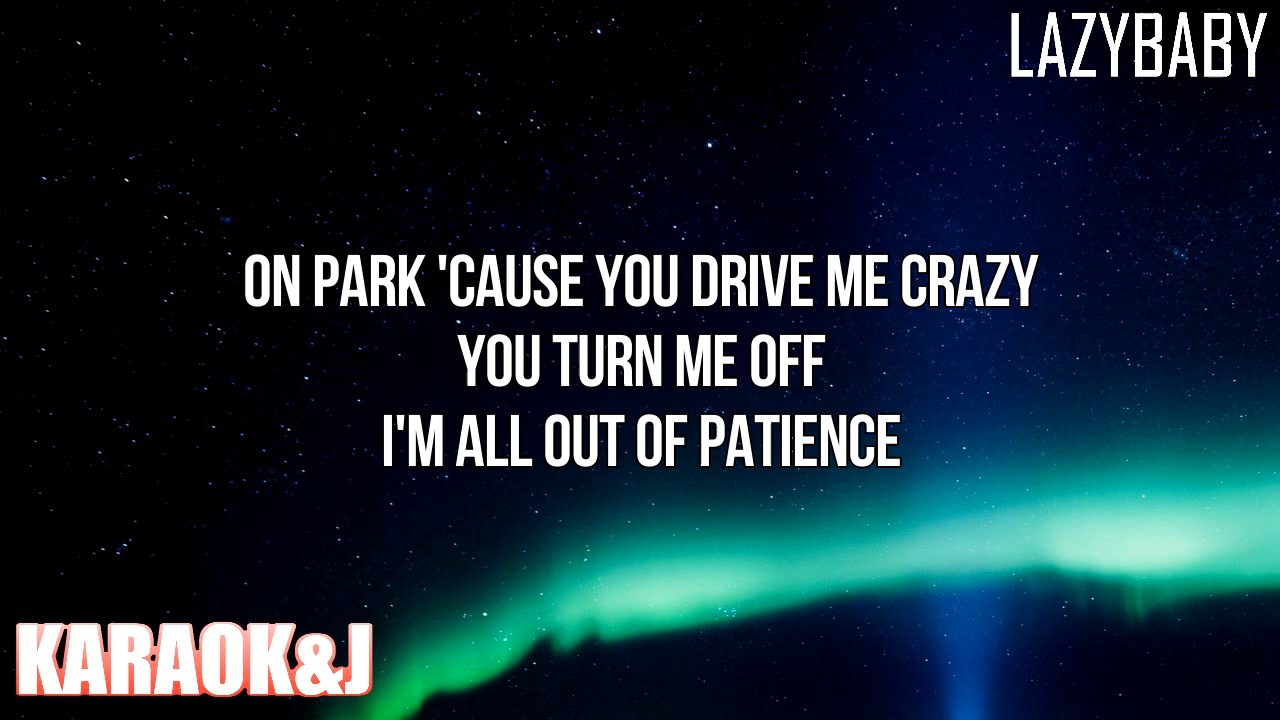 LAZYBABY
ON PARK 'CAUSE YOU DRIVE ME CRAZY
YOU TURN ME OFF
I'M ALL OUT OF PATIENCE
KARAOK&J